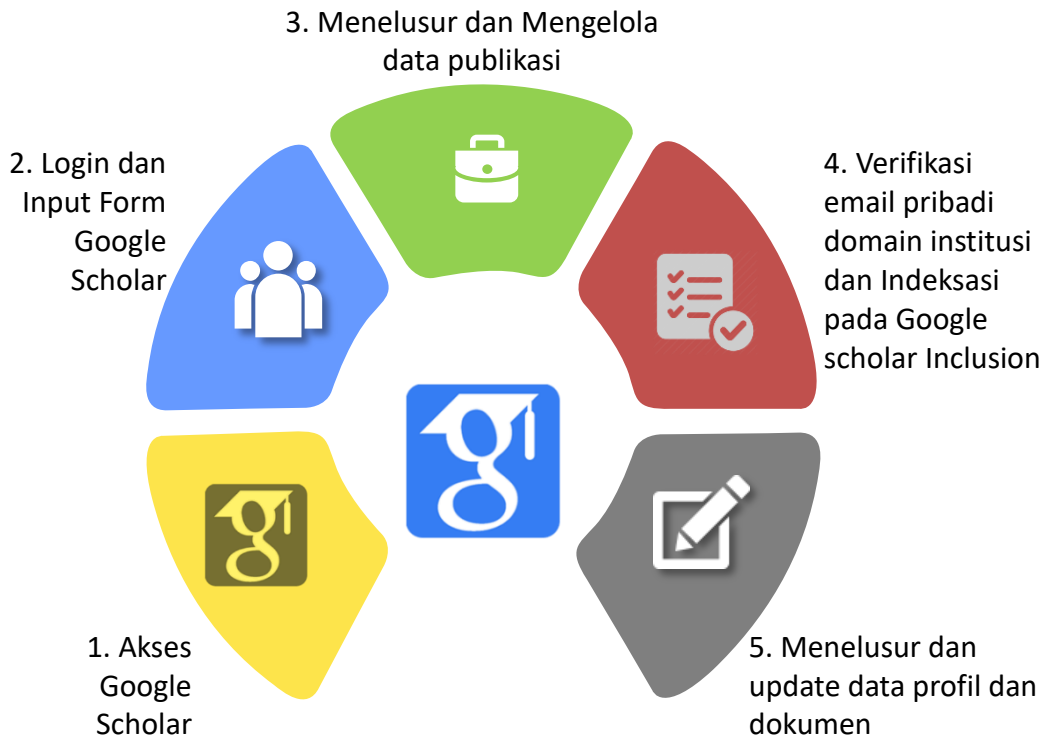 3. Menelusur dan Mengelola
data publikasi
2. Login dan
Input Form
Google
Scholar
4. Verifikasi
email pribadi
domain institusi
dan Indeksasi
pada Google
scholar Inclusion
1. Akses
Google
Scholar
5. Menelusur dan
update data profil dan
dokumen